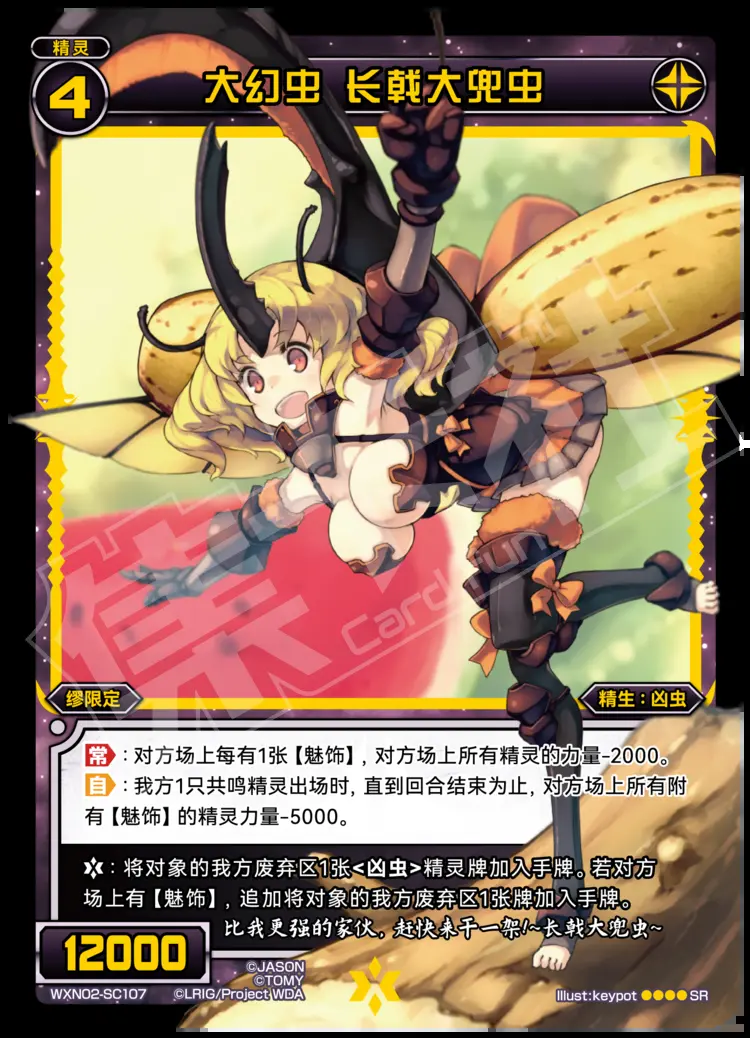 精灵
4
大幻虫 长戟大兜虫
缪限定
精生：凶虫
常：对方场上每有1张【魅饰】，对方场上所有精灵的力量-2000。
自：我方1只共鸣精灵出场时，直到回合结束为止，对方场上所有附
有【魅饰】的精灵力量-5000。
：将对象的我方废弃区1张<凶虫>精灵牌加入手牌。若对方
场上有【魅饰】，追加将对象的我方废弃区1张牌加入手牌。
比我更强的家伙，赶快来干一架!~长戟大兜虫~
12000
©JASON
©TOMY
WXN02-SC107 ©LRIG/Project WDA
Illust:keypot SR